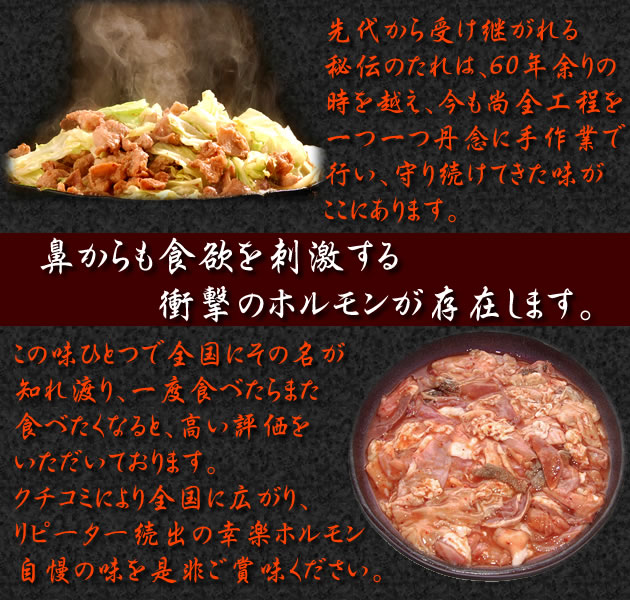 先代から受け継がれる
秘伝のたれは、60年余りの
時を越え、今も尚全工程を
一つ一つ丹念に手作業で
行い、守り続けてきた味が
ここにあります。
鼻からも食欲を刺激する
衝撃のホルモンが存在します。
この味ひとつで全国にその名が
知れ渡り、一度食べたらまた
食べたくなると、高い評価を
いただいております。
クチコミにより全国に広がり、
リピーター続出の幸楽ホルモン
自慢の味を是非ご賞味ください。